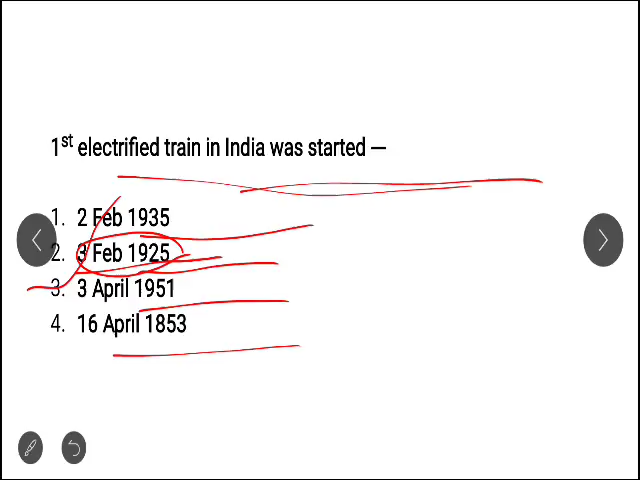 1st electrified train in India was started —
1. 2 Feb 1935
2. 3 Feb 1925
3. 3 April 1951
4. 16 April 1853